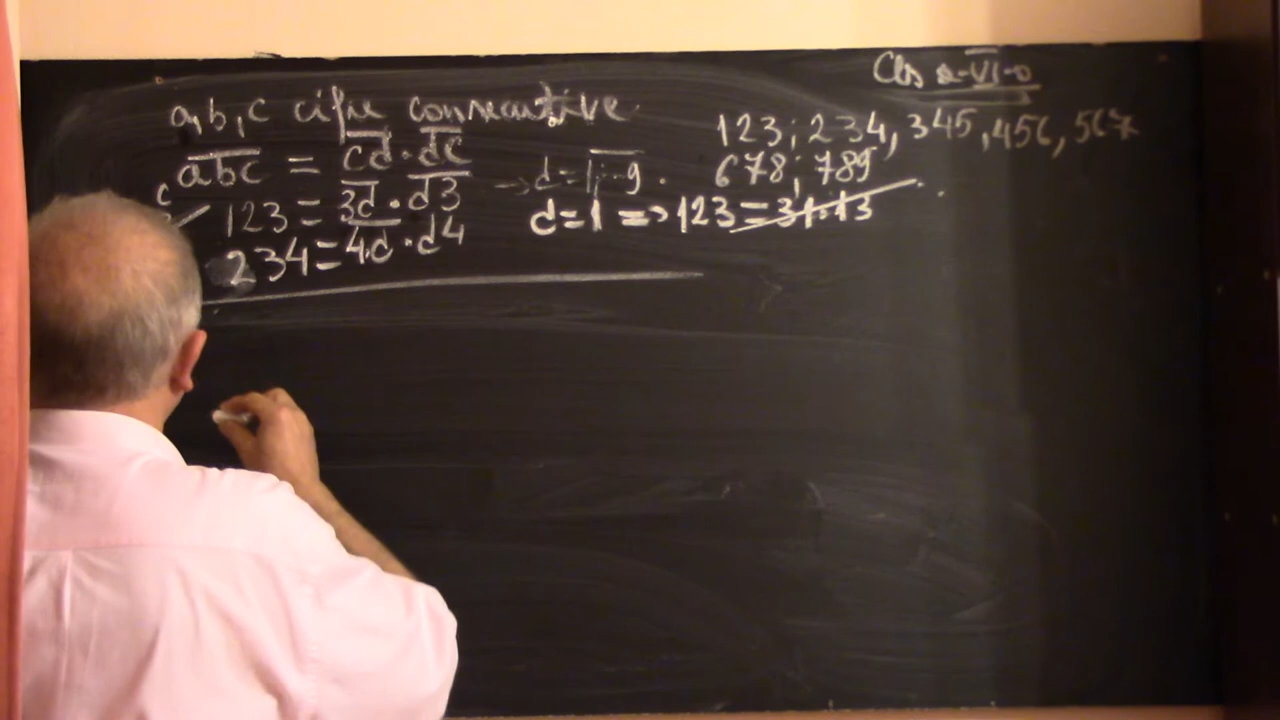 Cls a-VI-a
a,b,c cifre consecutive
abc = cd · dc
123 = 3d · d3
234 = 4d · d4
→ d = 1,-9.
d=1 => 123 = 31·13
123; 234, 345, 456, 567
678; 789